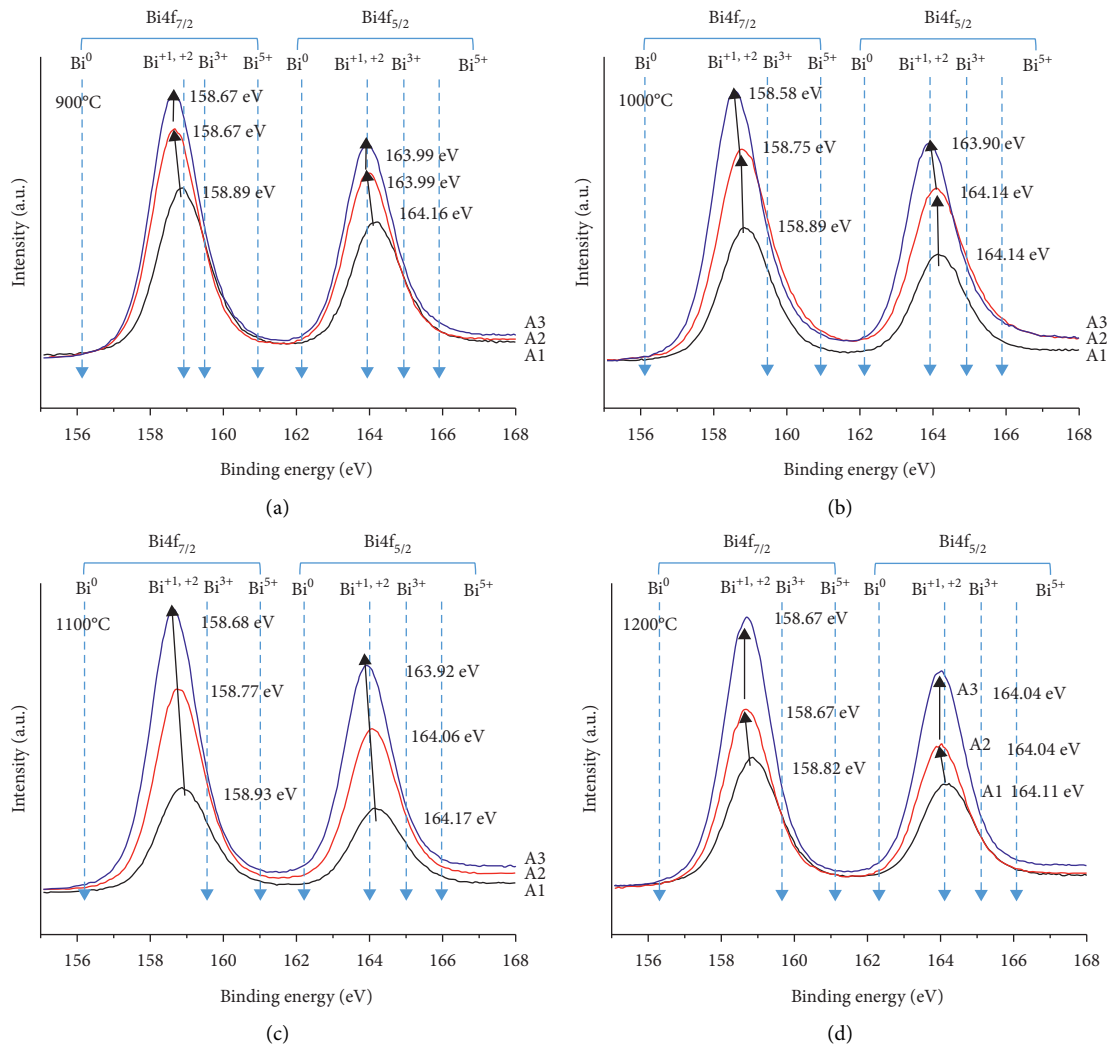 Bi4f7/2 Bi4f5/2
Bi0 Bi+1, +2 Bi3+ Bi5+ Bi0 Bi+1, +2 Bi3+ Bi5+
900°C
158.67 eV
158.67 eV
158.89 eV
163.99 eV
163.99 eV
164.16 eV
A3
A2
A1
Intensity (a.u.)
156 158 160 162 164 166 168
Binding energy (eV)
(a)
Bi4f7/2 Bi4f5/2
Bi0 Bi+1, +2 Bi3+ Bi5+ Bi0 Bi+1, +2 Bi3+ Bi5+
1000°C
158.58 eV
158.75 eV
158.89 eV
163.90 eV
164.14 eV
164.14 eV
A3
A2
A1
Intensity (a.u.)
156 158 160 162 164 166 168
Binding energy (eV)
(b)
Bi4f7/2 Bi4f5/2
Bi0 Bi+1, +2 Bi3+ Bi5+ Bi0 Bi+1, +2 Bi3+ Bi5+
1100°C
158.68 eV
158.77 eV
158.93 eV
163.92 eV
164.06 eV
164.17 eV
A3
A2
A1
Intensity (a.u.)
156 158 160 162 164 166 168
Binding energy (eV)
(c)
Bi4f7/2 Bi4f5/2
Bi0 Bi+1, +2 Bi3+ Bi5+ Bi0 Bi+1, +2 Bi3+ Bi5+
1200°C
158.67 eV
158.67 eV
158.82 eV
A3 164.04 eV
A2 164.04 eV
A1 164.11 eV
Intensity (a.u.)
156 158 160 162 164 166 168
Binding energy (eV)
(d)